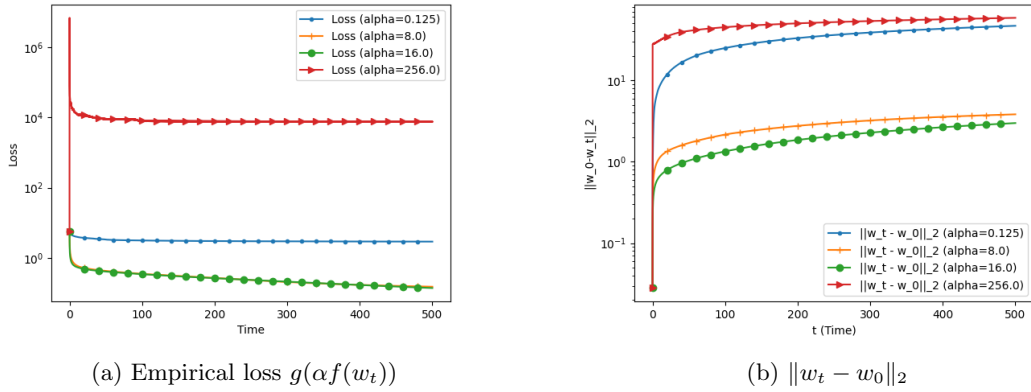 Loss (alpha=0.125)
Loss (alpha=8.0)
Loss (alpha=16.0)
Loss (alpha=256.0)
10^6
10^4
10^2
10^0
Loss
0 100 200 300 400 500
Time
(a) Empirical loss g(αf(w_t))
10^1
10^0
10^-1
||w_0-w_t||_2
||w_t - w_0||_2 (alpha=0.125)
||w_t - w_0||_2 (alpha=8.0)
||w_t - w_0||_2 (alpha=16.0)
||w_t - w_0||_2 (alpha=256.0)
0 100 200 300 400 500
t (Time)
(b) ‖w_t − w_0‖_2